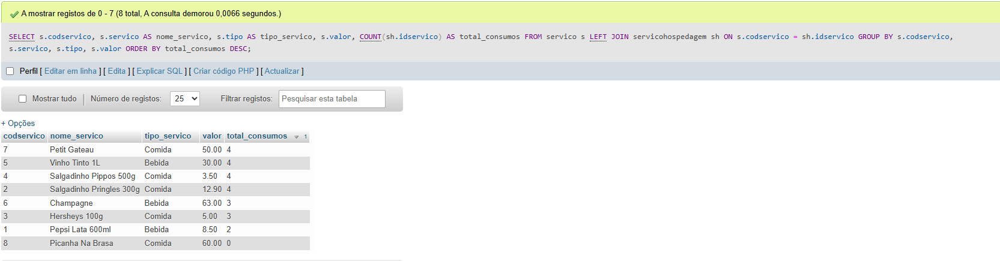 A mostrar registos de 0 - 7 (8 total, A consulta demorou 0,0066 segundos.)
SELECT s.codservico, s.servico AS nome_servico, s.tipo AS tipo_servico, s.valor, COUNT(sh.idservico) AS total_consumos FROM servico s LEFT JOIN servicohospedagem sh ON s.codservico = sh.idservico GROUP BY s.codservico,
s.servico, s.tipo, s.valor ORDER BY total_consumos DESC;
Perfil [ Editar em linha ] [ Edita ] [ Explicar SQL ] [ Criar código PHP ] [ Actualizar ]
Mostrar tudo Número de registos: 25 Filtrar registos: Pesquisar esta tabela
+ Opções
codservico nome_servico tipo_servico valor total_consumos 1
7 Petit Gateau Comida 50.00 4
5 Vinho Tinto 1L Bebida 30.00 4
4 Salgadinho Pippos 500g Comida 3.50 4
2 Salgadinho Pringles 300g Comida 12.90 4
6 Champagne Bebida 63.00 3
3 Hersheys 100g Comida 5.00 3
1 Pepsi Lata 600ml Bebida 8.50 2
8 Picanha Na Brasa Comida 60.00 0